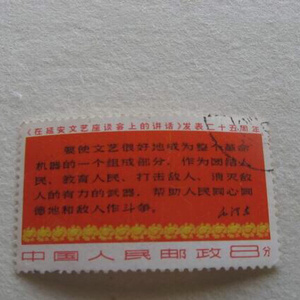 《在延安文艺座谈会上的讲话》发表二十五周年
要使文艺很好地成为整个革命
机器的一个组成部分，作为团结人
民，教育人民，打击敌人，消灭敌
人的有力的武器，帮助人民同心同
德地和敌人作斗争。
毛泽东
中国人民邮政8分